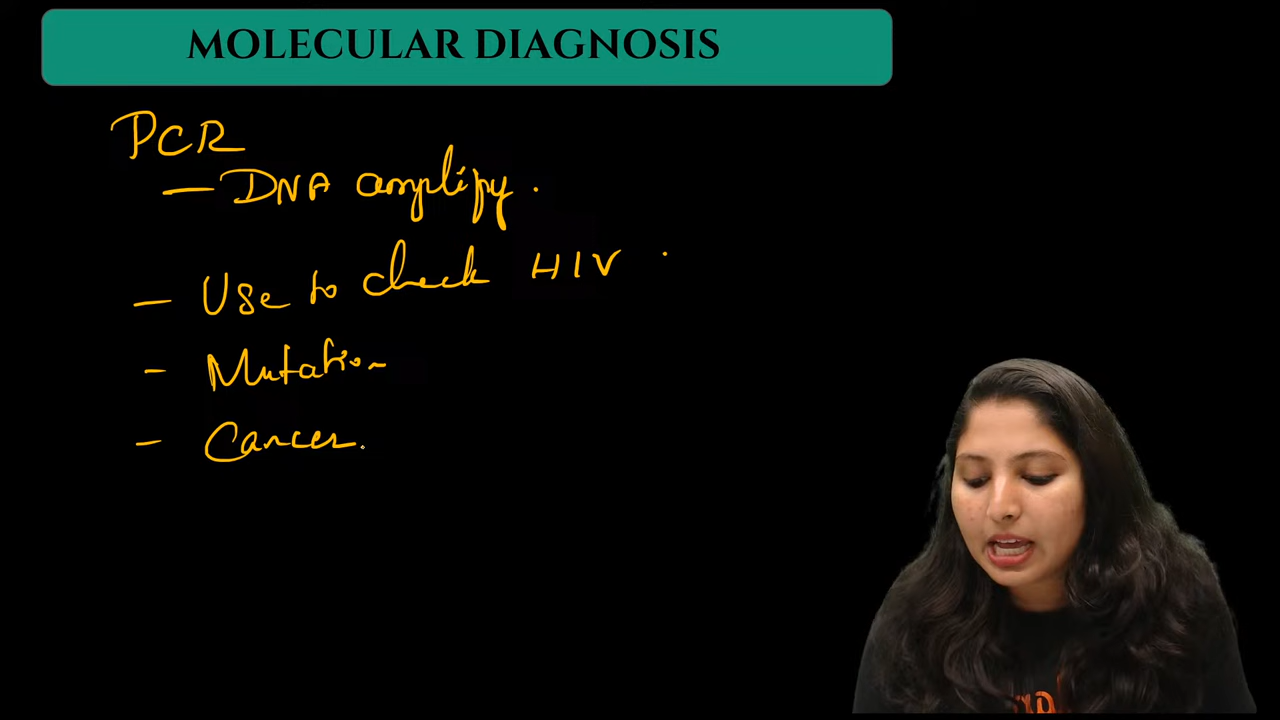 MOLECULAR DIAGNOSIS
PCR
— DNA amplify.
— Use to check HIV .
- Mutation
- Cancer.